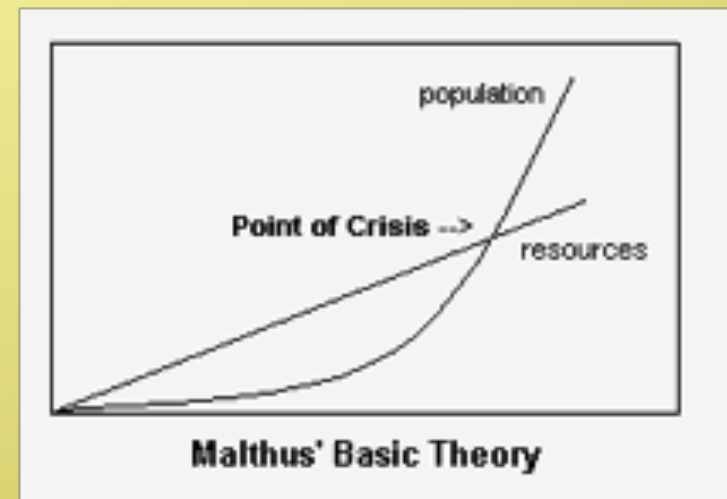 population
Point of Crisis -->
resources
Malthus' Basic Theory